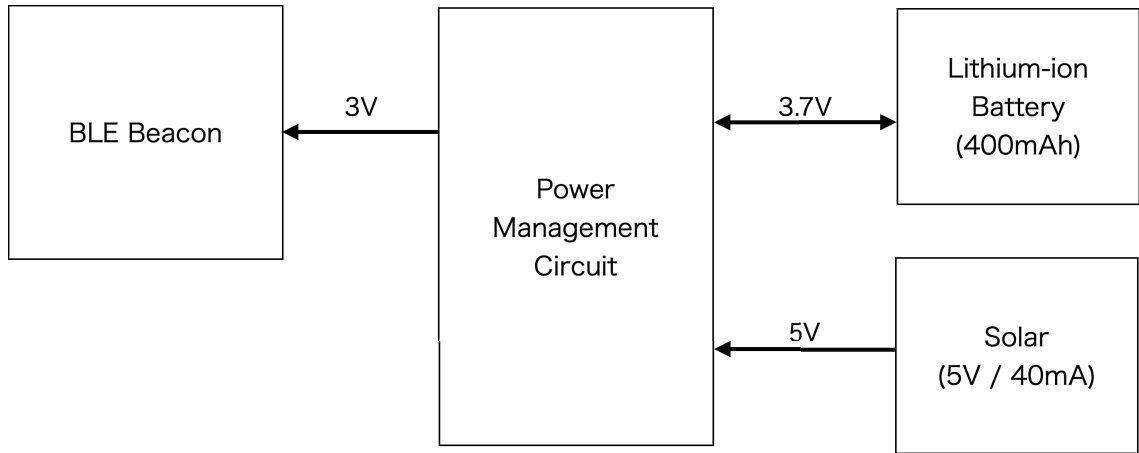 BLE Beacon
3V
Power
Management
Circuit
3.7V
Lithium-ion
Battery
(400mAh)
5V
Solar
(5V / 40mA)